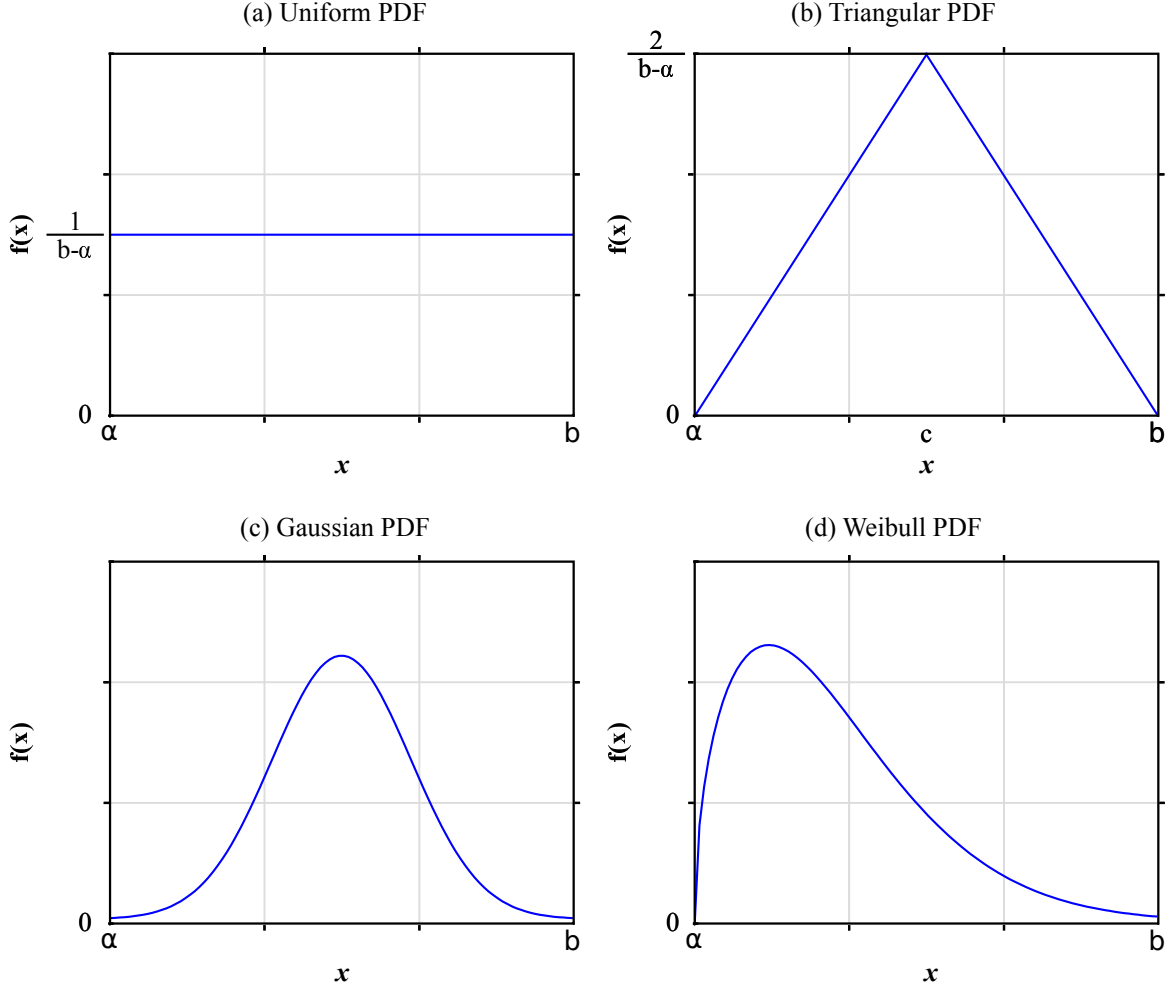 (a) Uniform PDF
f(x)
1
b-α
0
α
b
x
(b) Triangular PDF
2
b-α
f(x)
0
α
c
b
x
(c) Gaussian PDF
f(x)
0
α
b
x
(d) Weibull PDF
f(x)
0
α
b
x